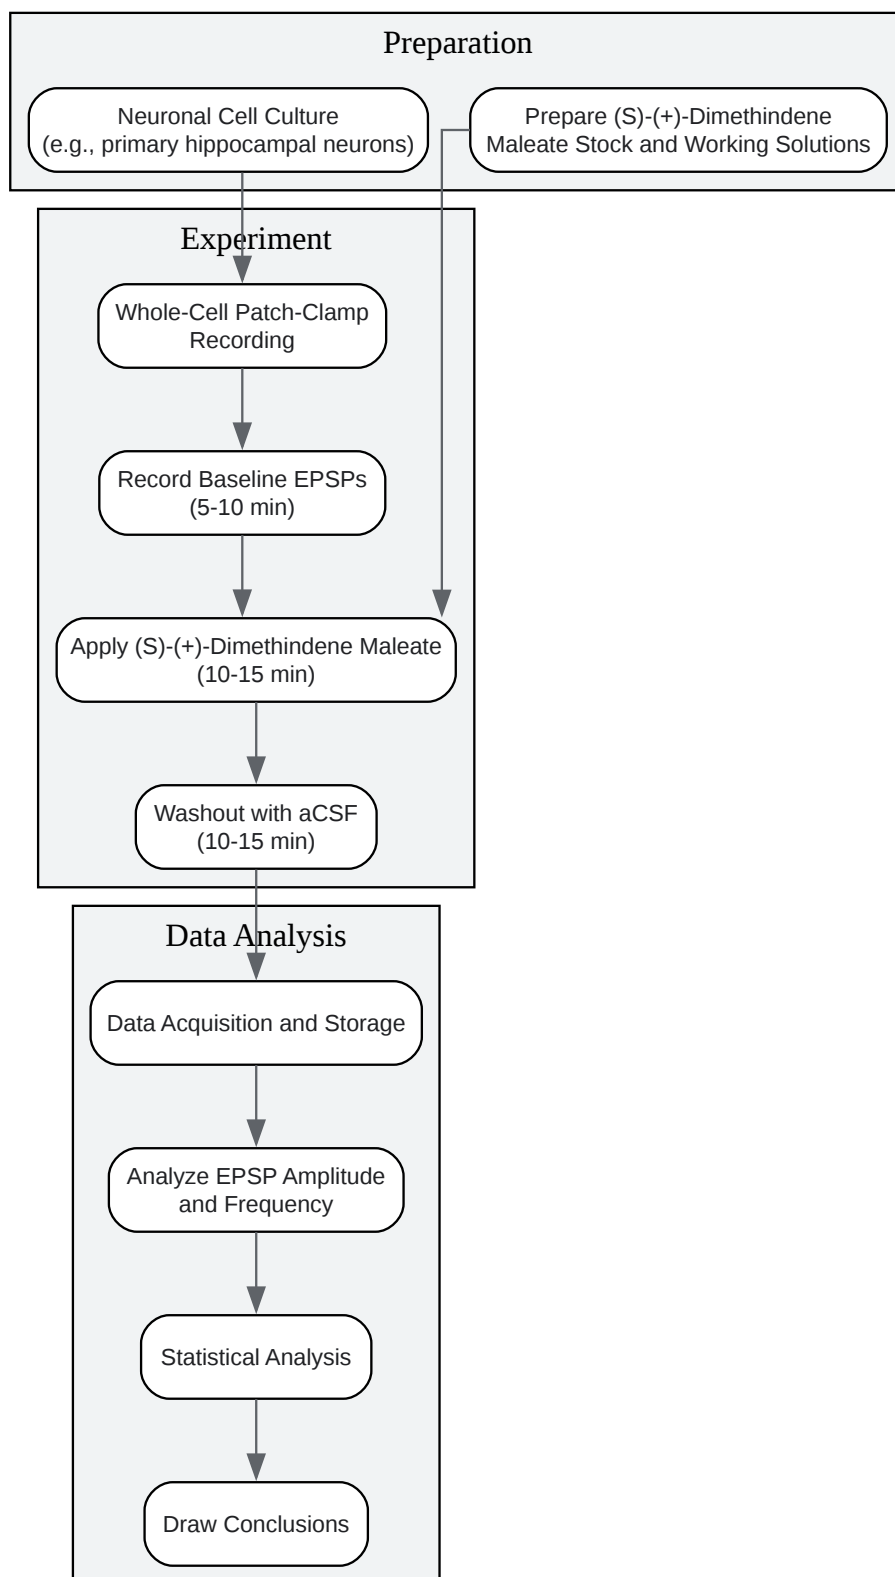 Preparation
Neuronal Cell Culture
(e.g., primary hippocampal neurons)
Prepare (S)-(+)-Dimethindene
Maleate Stock and Working Solutions
Experiment
Whole-Cell Patch-Clamp
Recording
Record Baseline EPSPs
(5-10 min)
Apply (S)-(+)-Dimethindene Maleate
(10-15 min)
Washout with aCSF
(10-15 min)
Data Analysis
Data Acquisition and Storage
Analyze EPSP Amplitude
and Frequency
Statistical Analysis
Draw Conclusions